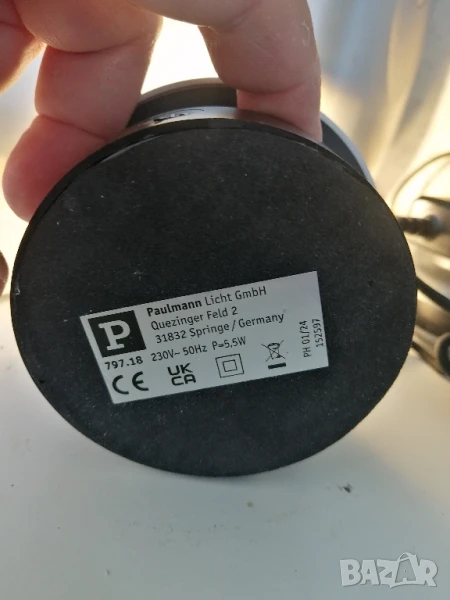 P
Paulmann Licht GmbH
Quezinger Feld 2
31832 Springe / Germany
797.18 230V~ 50Hz P=5.5W
CE UK
CA
PH 01/24
152597
BAZAR